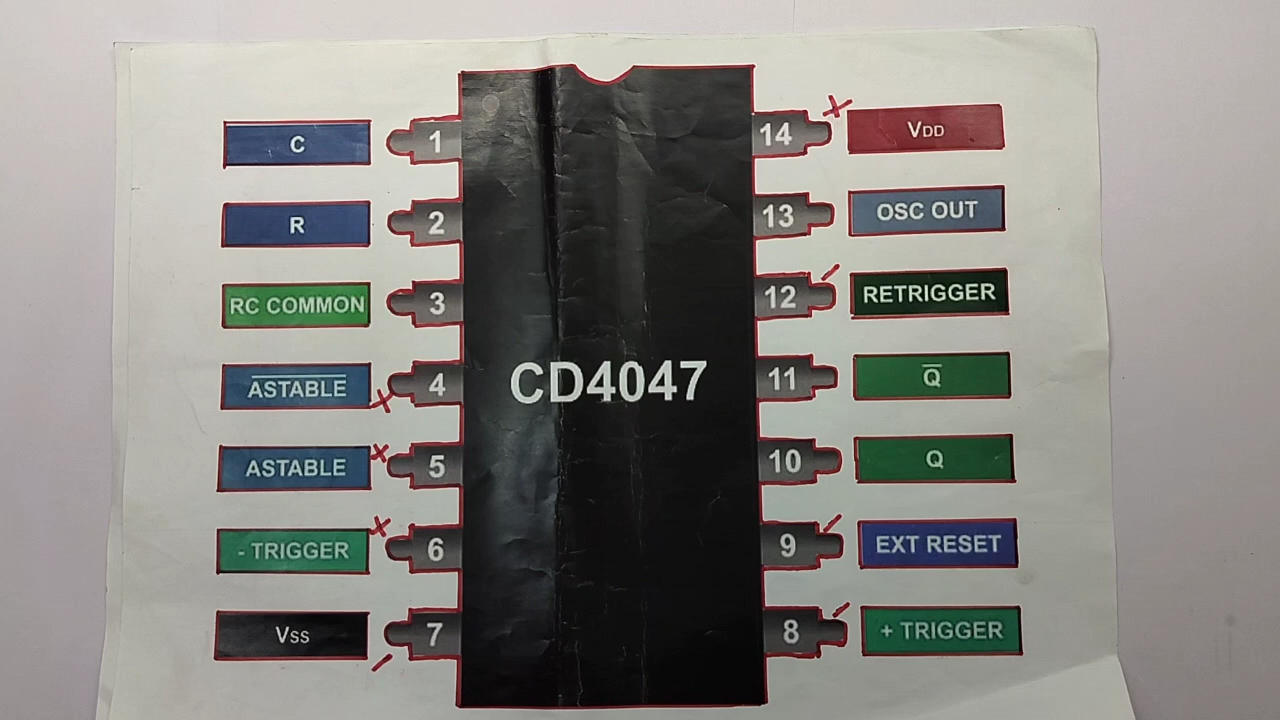 C 1 14 VDD
R 2 13 OSC OUT
RC COMMON 3 12 RETRIGGER
A̅S̅T̅A̅B̅L̅E̅ 4 CD4047 11 Q̅
ASTABLE 5 10 Q
- TRIGGER 6 9 EXT RESET
VSS 7 8 + TRIGGER